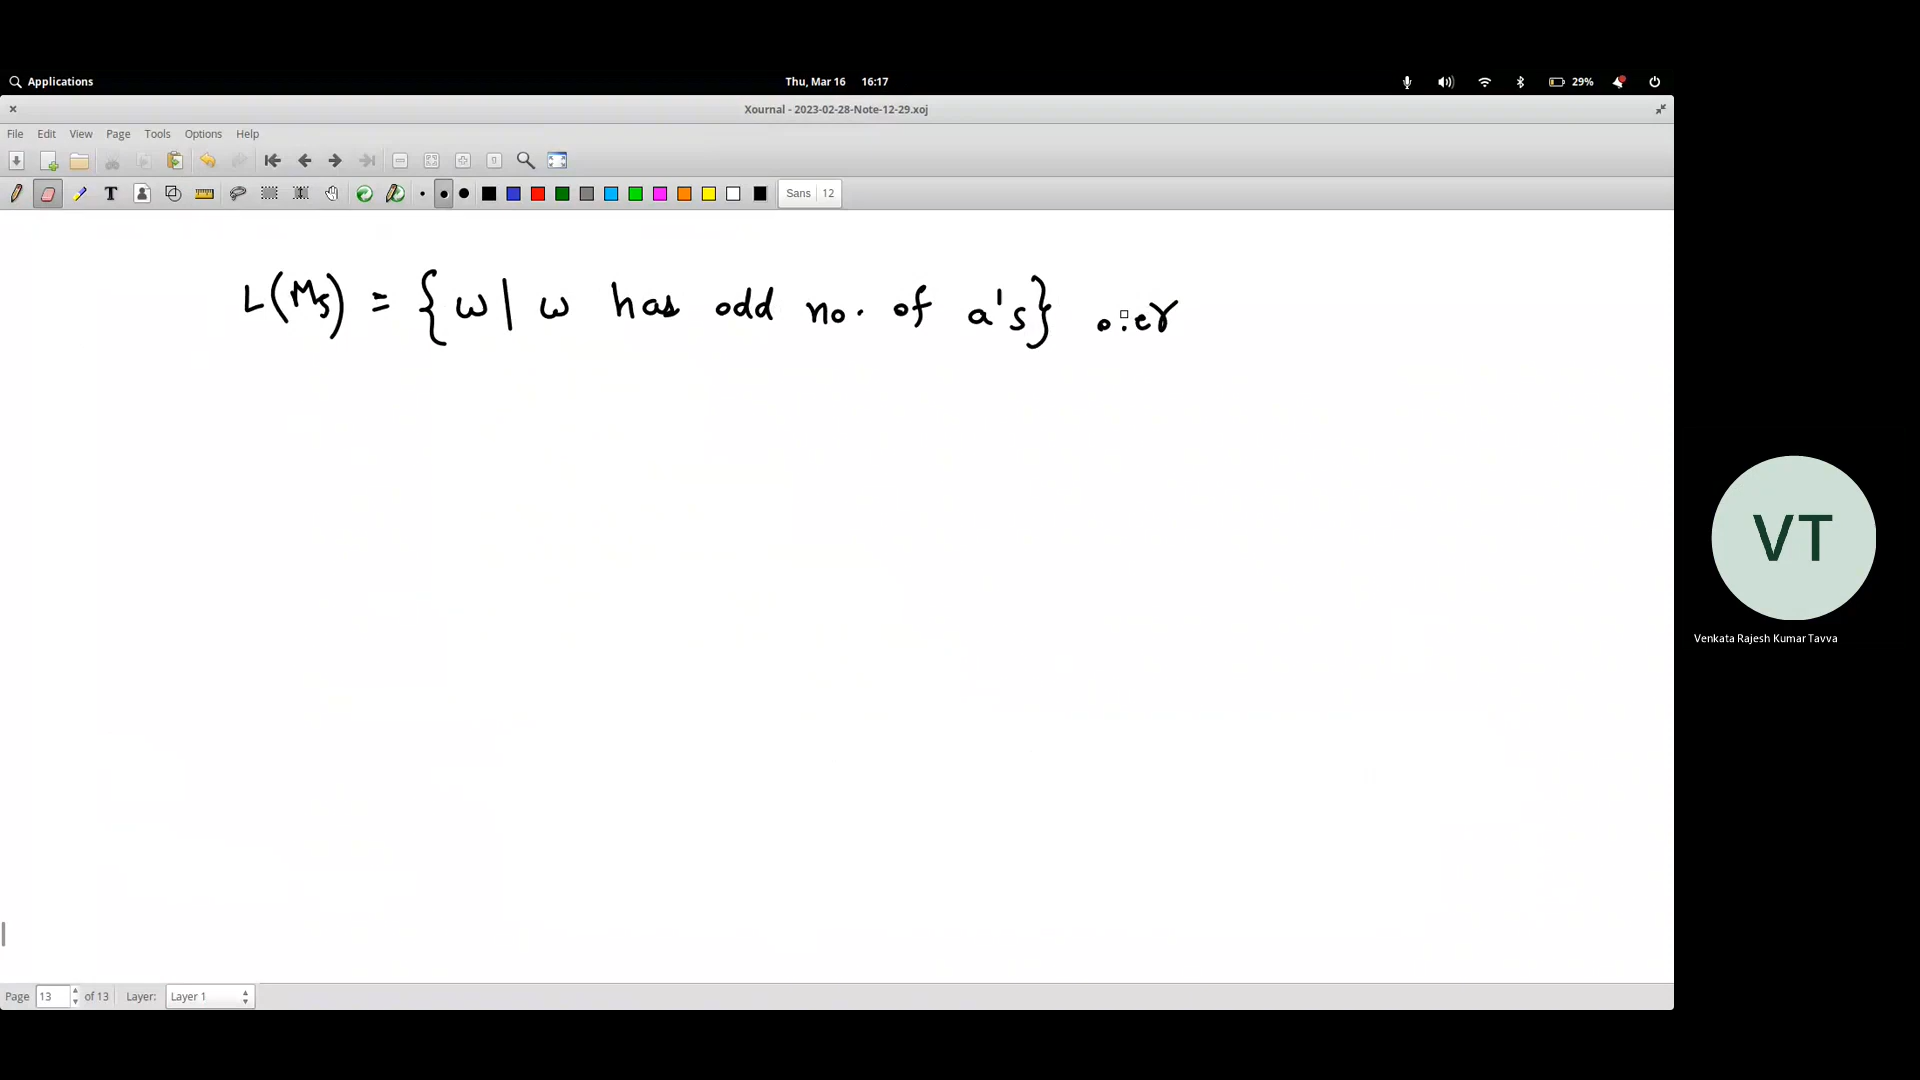 Applications
Thu, Mar 16 16:17
29%
Xournal - 2023-02-28-Note-12-29.xoj
File Edit View Page Tools Options Help
T
Sans 12
L(M₅) = {ω | ω has odd no. of a's}
VT
Venkata Rajesh Kumar Tavva
Page 13 of 13 Layer: Layer 1